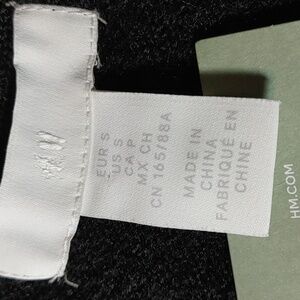 EUR S
US S
CA P
MX CH
CN 165/88A
MADE IN
CHINA
FABRIQUÉ EN
CHINE
HM.COM